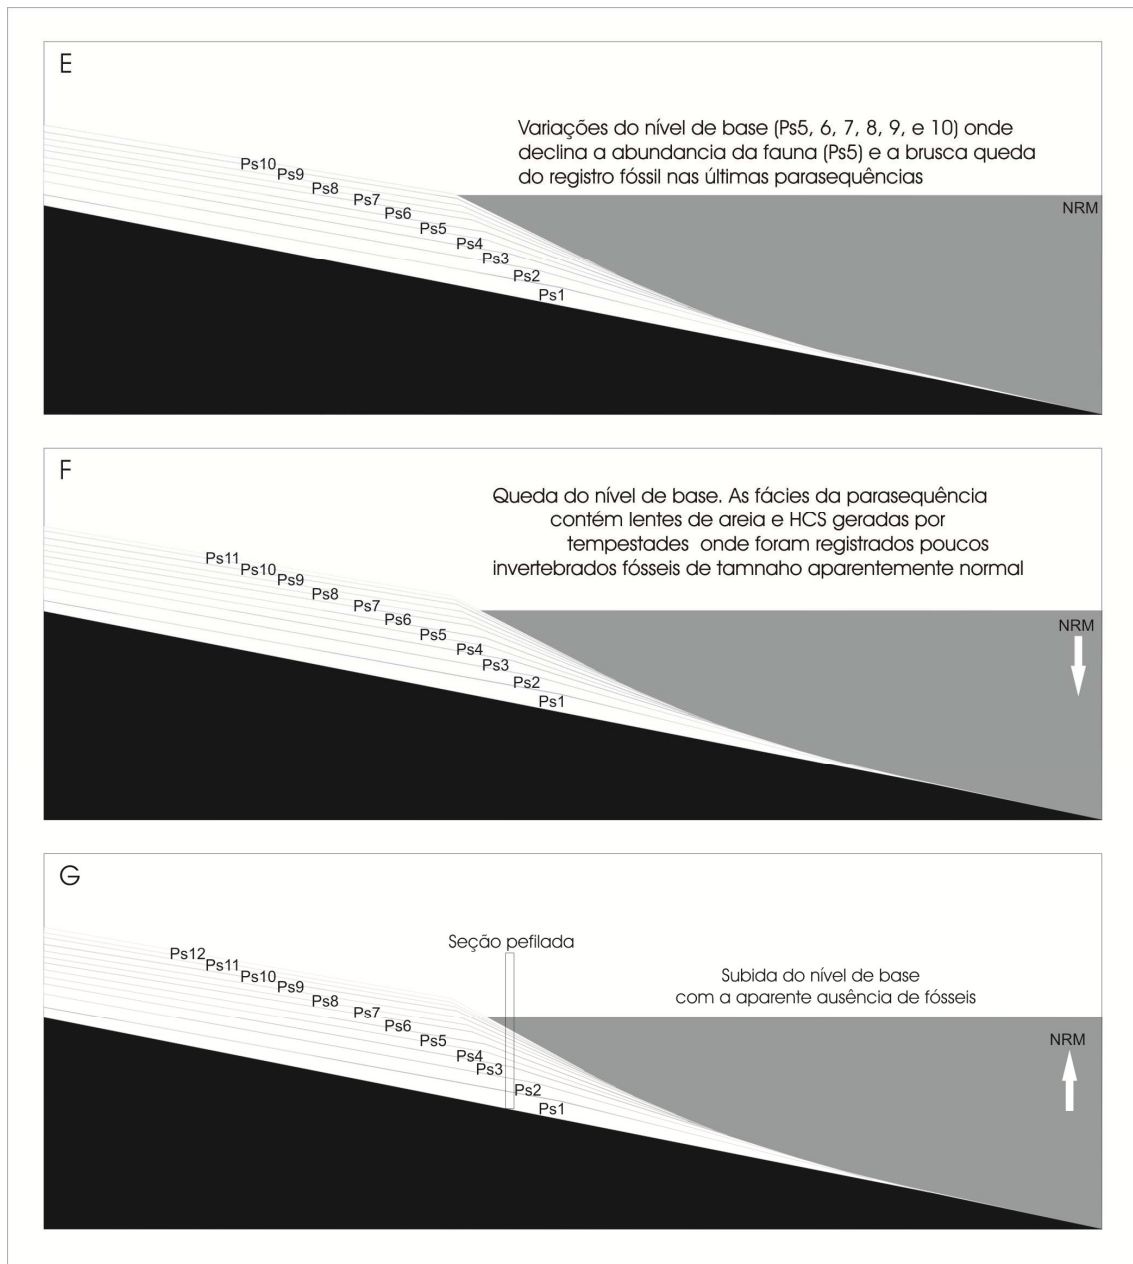 E
Variações do nível de base (Ps5, 6, 7, 8, 9, e 10) onde
declina a abundancia da fauna (Ps5) e a brusca queda
do registro fóssil nas últimas parasequências
NRM
Ps10
Ps9
Ps8
Ps7
Ps6
Ps5
Ps4
Ps3
Ps2
Ps1
F
Queda do nível de base. As fácies da parasequência
contém lentes de areia e HCS geradas por
tempestades onde foram registrados poucos
invertebrados fósseis de tamnaho aparentemente normal
NRM
Ps11
Ps10
Ps9
Ps8
Ps7
Ps6
Ps5
Ps4
Ps3
Ps2
Ps1
G
Seção pefilada
Subida do nível de base
com a aparente ausência de fósseis
NRM
Ps12
Ps11
Ps10
Ps9
Ps8
Ps7
Ps6
Ps5
Ps4
Ps3
Ps2
Ps1